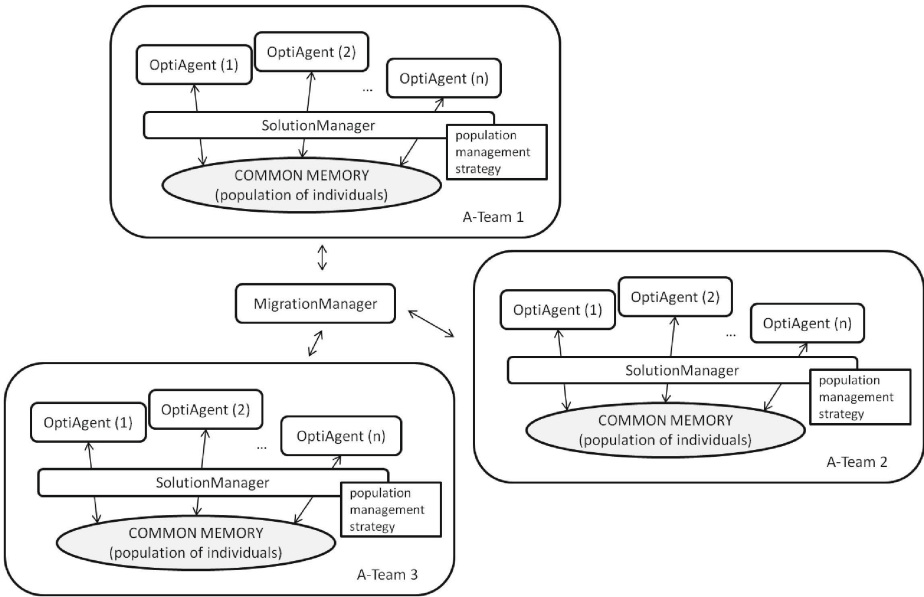 OptiAgent (1)
OptiAgent (2)
...
OptiAgent (n)
SolutionManager
population
management
strategy
COMMON MEMORY
(population of individuals)
A-Team 1
MigrationManager
OptiAgent (1)
OptiAgent (2)
...
OptiAgent (n)
SolutionManager
population
management
strategy
COMMON MEMORY
(population of individuals)
A-Team 2
OptiAgent (1)
OptiAgent (2)
...
OptiAgent (n)
SolutionManager
population
management
strategy
COMMON MEMORY
(population of individuals)
A-Team 3